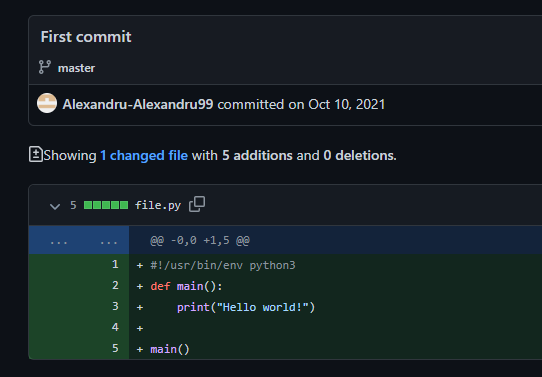 First commit
master
Alexandru-Alexandru99 committed on Oct 10, 2021
Showing 1 changed file with 5 additions and 0 deletions.
5 file.py
... ... @@ -0,0 +1,5 @@
1 + #!/usr/bin/env python3
2 + def main():
3 +     print("Hello world!")
4 +
5 + main()